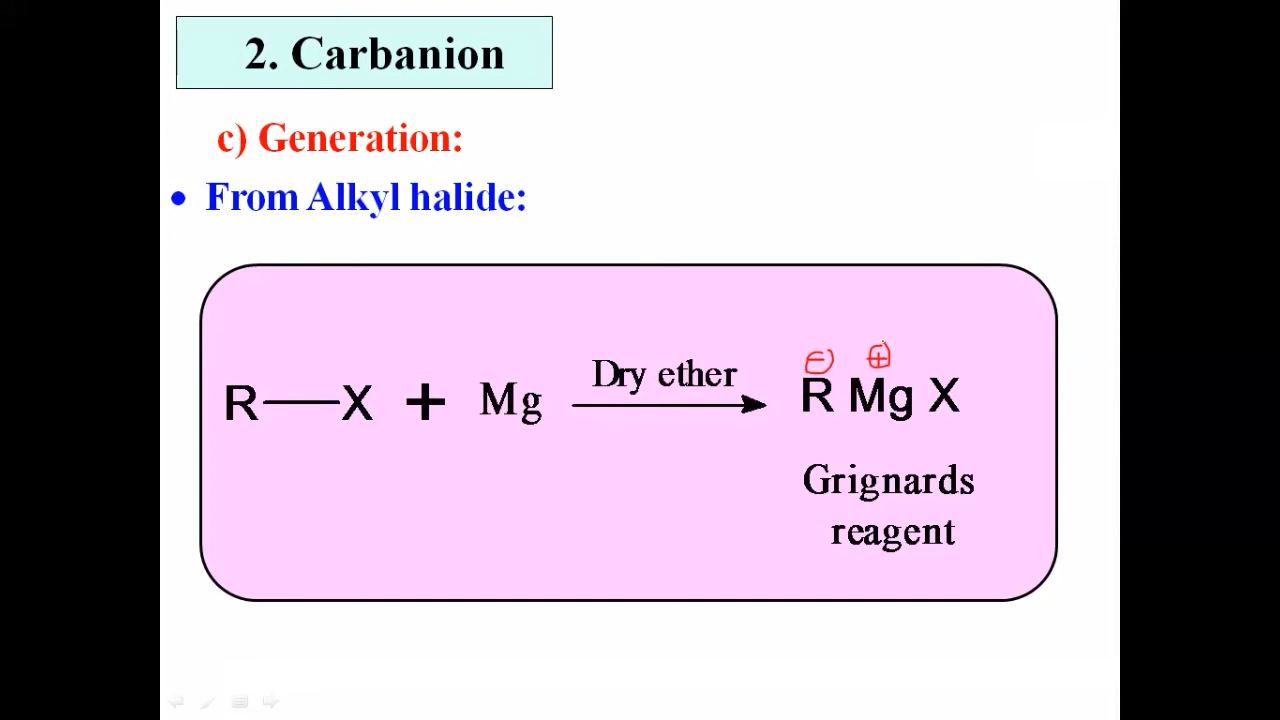 2. Carbanion
c) Generation:
• From Alkyl halide:
R—X + Mg Dry ether R Mg X
⊖ ⊕
Grignards
reagent